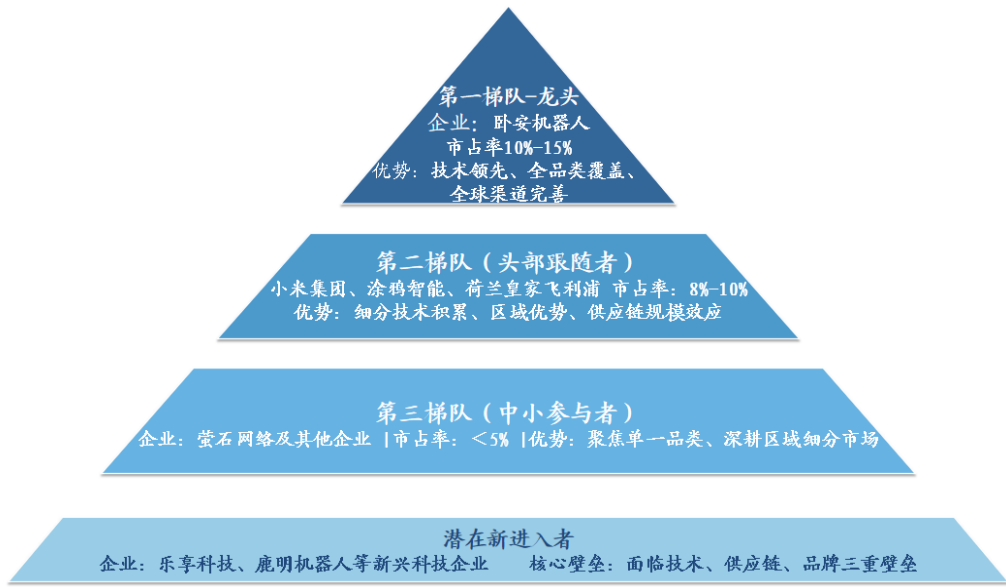 第一梯队-龙头
企业：卧安机器人
市占率10%-15%
优势：技术领先、全品类覆盖、
全球渠道完善
第二梯队（头部跟随者）
小米集团、涂鸦智能、荷兰皇家飞利浦 市占率：8%-10%
优势：细分技术积累、区域优势、供应链规模效应
第三梯队（中小参与者）
企业：萤石网络及其他企业 |市占率：＜5% |优势：聚焦单一品类、深耕区域细分市场
潜在新进入者
企业：乐享科技、鹿明机器人等新兴科技企业 核心壁垒：面临技术、供应链、品牌三重壁垒